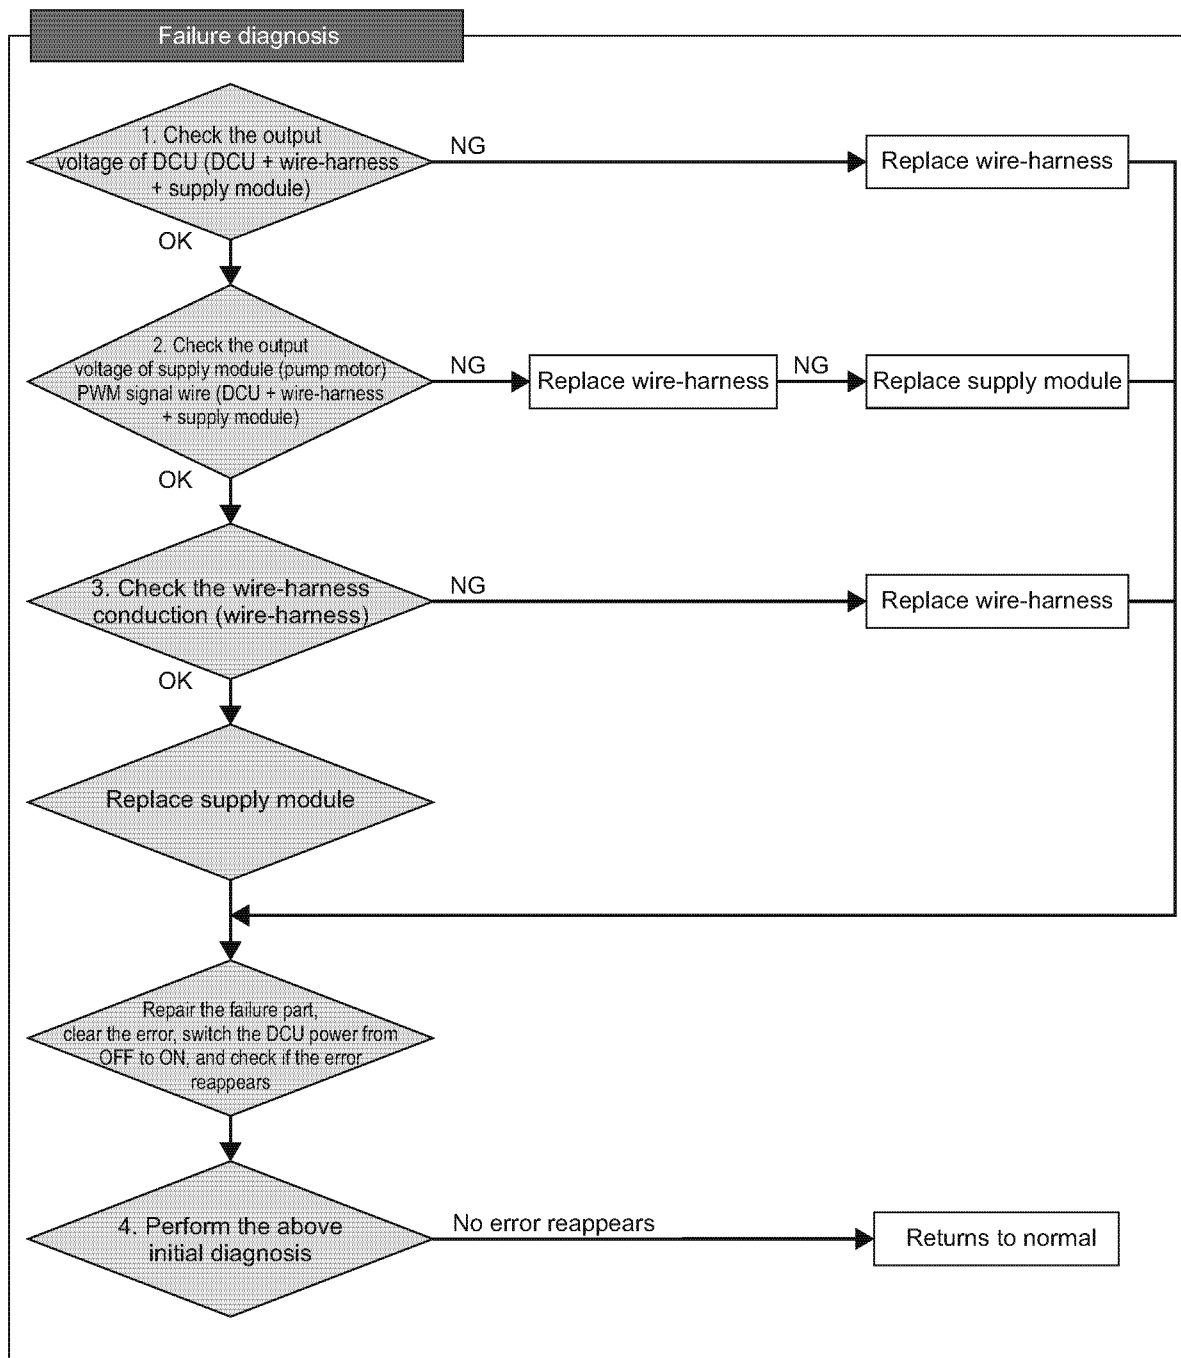 Failure diagnosis
1. Check the output
voltage of DCU (DCU + wire-harness
+ supply module)
NG
Replace wire-harness
OK
2. Check the output
voltage of supply module (pump motor)
PWM signal wire (DCU + wire-harness
+ supply module)
NG
Replace wire-harness
NG
Replace supply module
OK
3. Check the wire-harness
conduction (wire-harness)
NG
Replace wire-harness
OK
Replace supply module
Repair the failure part,
clear the error, switch the DCU power from
OFF to ON, and check if the error
reappears
4. Perform the above
initial diagnosis
No error reappears
Returns to normal